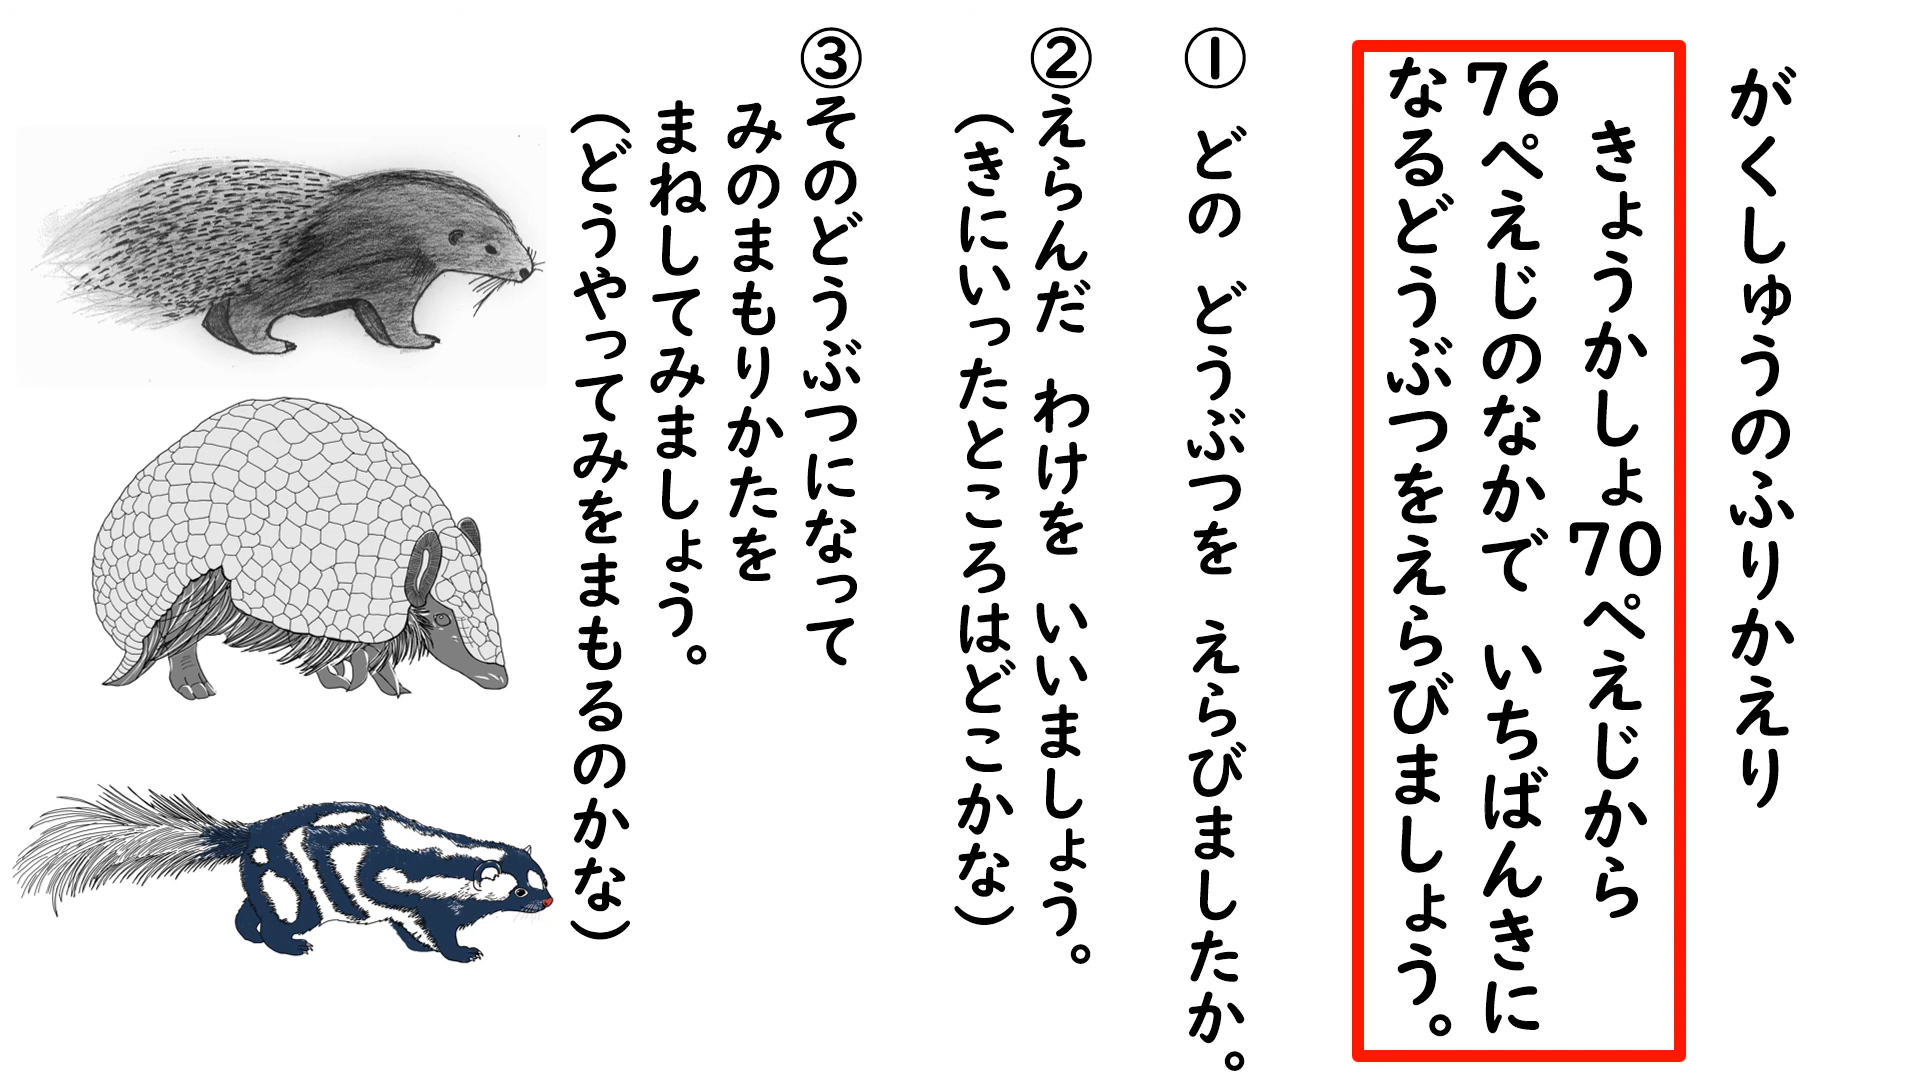 がくしゅうのふりかえり
きょうかしょ70ぺえじから
76ぺえじのなかで　いちばんきに
なるどうぶつをえらびましょう。
① どの　どうぶつを　えらびましたか。
②えらんだ　わけを　いいましょう。
（きにいったところはどこかな）
③そのどうぶつになって
みのまもりかたを
まねしてみましょう。
（どうやってみをまもるのかな）